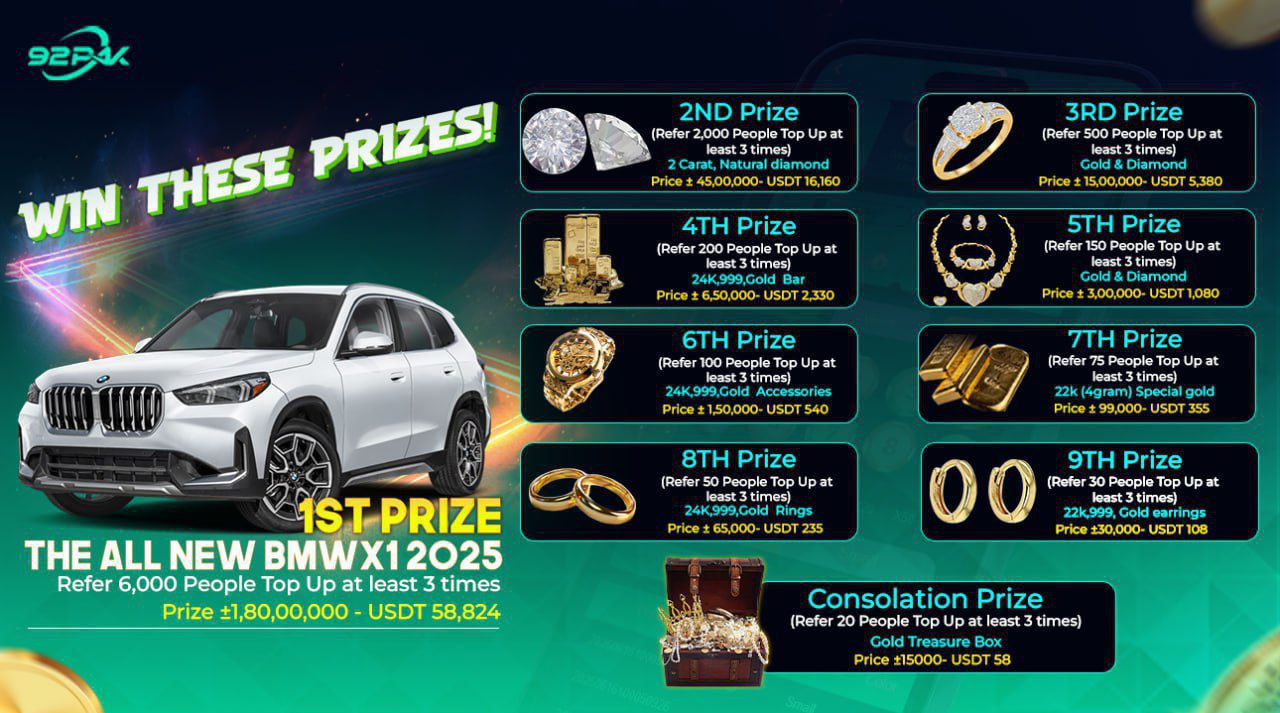 92PAK
WIN THESE PRIZES!
1ST PRIZE
THE ALL NEW BMWX1 2025
Refer 6,000 People Top Up at least 3 times
Prize ±1,80,00,000 - USDT 58,824
2ND Prize
(Refer 2,000 People Top Up at
least 3 times)
2 Carat, Natural diamond
Price ± 45,00,000- USDT 16,160
3RD Prize
(Refer 500 People Top Up at
least 3 times)
Gold & Diamond
Price ± 15,00,000- USDT 5,380
4TH Prize
(Refer 200 People Top Up at
least 3 times)
24K,999,Gold Bar
Price ± 6,50,000- USDT 2,330
5TH Prize
(Refer 150 People Top Up at
least 3 times)
Gold & Diamond
Price ± 3,00,000- USDT 1,080
6TH Prize
(Refer 100 People Top Up at
least 3 times)
24K,999,Gold Accessories
Price ± 1,50,000- USDT 540
7TH Prize
(Refer 75 People Top Up at
least 3 times)
22k (4gram) Special gold
Price ± 99,000- USDT 355
8TH Prize
(Refer 50 People Top Up at
least 3 times)
24K,999,Gold Rings
Price ± 65,000- USDT 235
9TH Prize
(Refer 30 People Top Up at
least 3 times)
22k,999, Gold earrings
Price ±30,000- USDT 108
Consolation Prize
(Refer 20 People Top Up at least 3 times)
Gold Treasure Box
Price ±15000- USDT 58
Color
Small